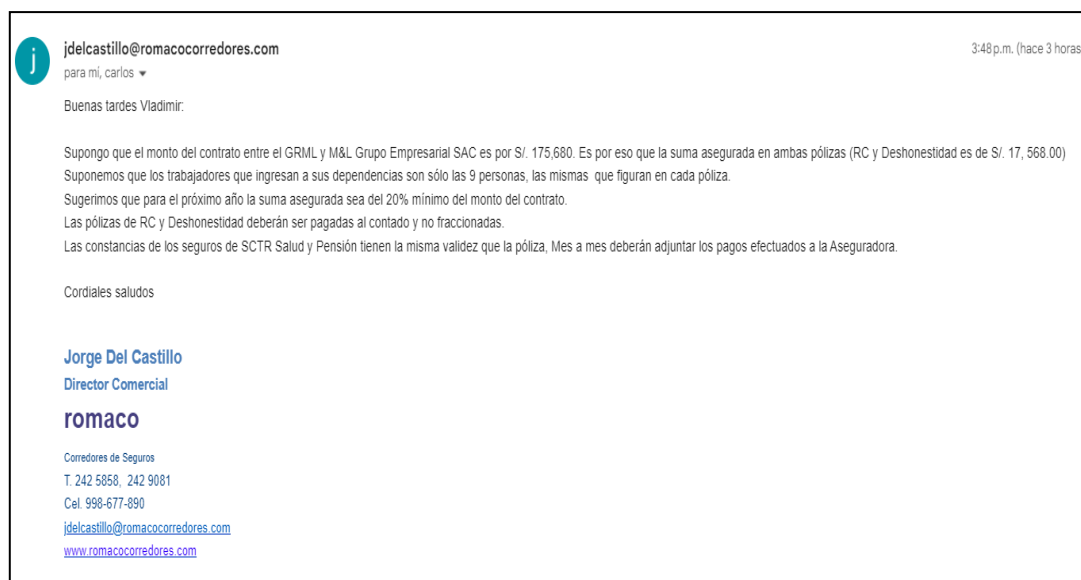 j
jdelcastillo@romacocorredores.com
3:48 p.m. (hace 3 horas
para mí, carlos
Buenas tardes Vladimir:
Supongo que el monto del contrato entre el GRML y M&L Grupo Empresarial SAC es por S/. 175,680. Es por eso que la suma asegurada en ambas pólizas (RC y Deshonestidad es de S/. 17, 568.00)
Suponemos que los trabajadores que ingresan a sus dependencias son sólo las 9 personas, las mismas que figuran en cada póliza.
Sugerimos que para el próximo año la suma asegurada sea del 20% mínimo del monto del contrato.
Las pólizas de RC y Deshonestidad deberán ser pagadas al contado y no fraccionadas.
Las constancias de los seguros de SCTR Salud y Pensión tienen la misma validez que la póliza, Mes a mes deberán adjuntar los pagos efectuados a la Aseguradora.
Cordiales saludos
Jorge Del Castillo
Director Comercial
romaco
Corredores de Seguros
T. 242 5858, 242 9081
Cel. 998-677-890
jdelcastillo@romacocorredores.com
www.romacocorredores.com